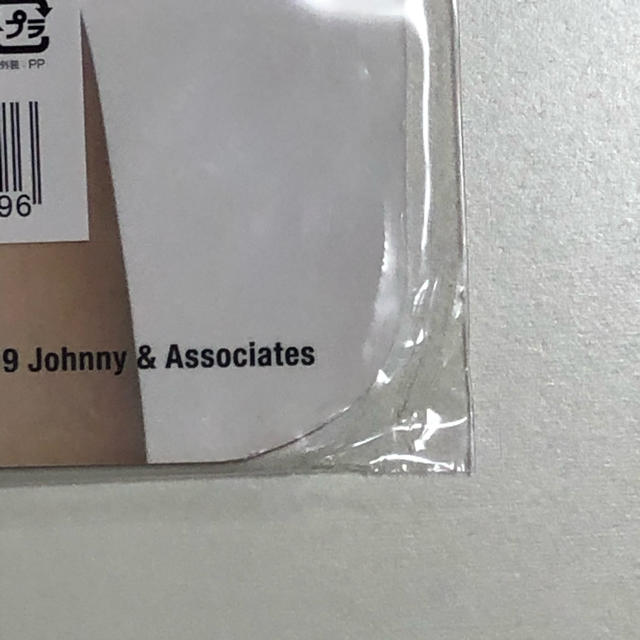 プラ
外装：PP
96
9 Johnny & Associates